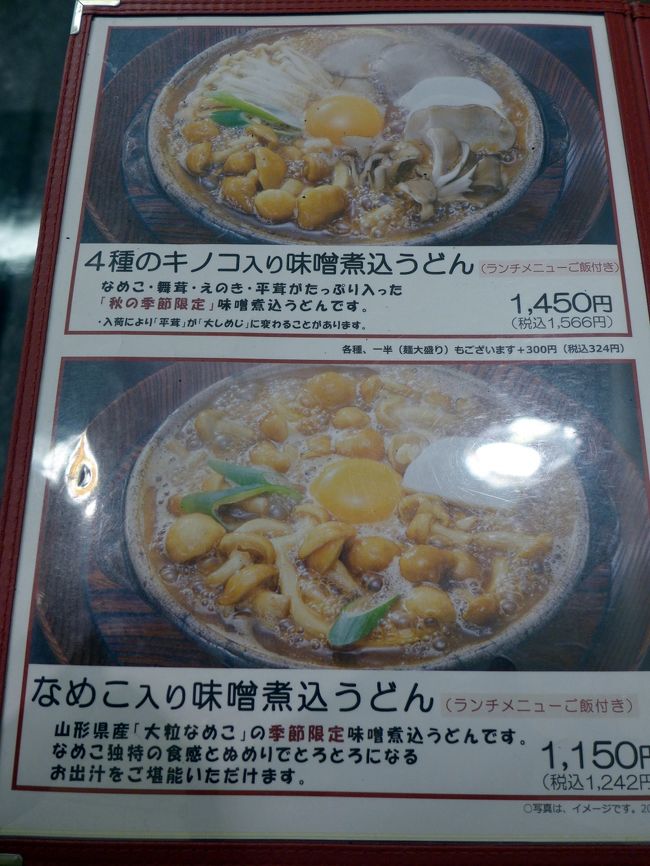 4種のキノコ入り味噌煮込うどん(ランチメニューご飯付き)
なめこ・舞茸・えのき・平茸がたっぷり入った
「秋の季節限定」味噌煮込うどんです。
・入荷により「平茸」が「大しめじ」に変わることがあります。
1,450円
(税込1,566円)
各種、一半(麺大盛り)もございます+300円(税込324円)
なめこ入り味噌煮込うどん(ランチメニューご飯付き)
山形県産「大粒なめこ」の季節限定味噌煮込うどんです。
なめこ独特の食感とぬめりでとろとろになる
お出汁をご堪能いただけます。
1,150円
(税込1,242円
○写真は、イメージです。20